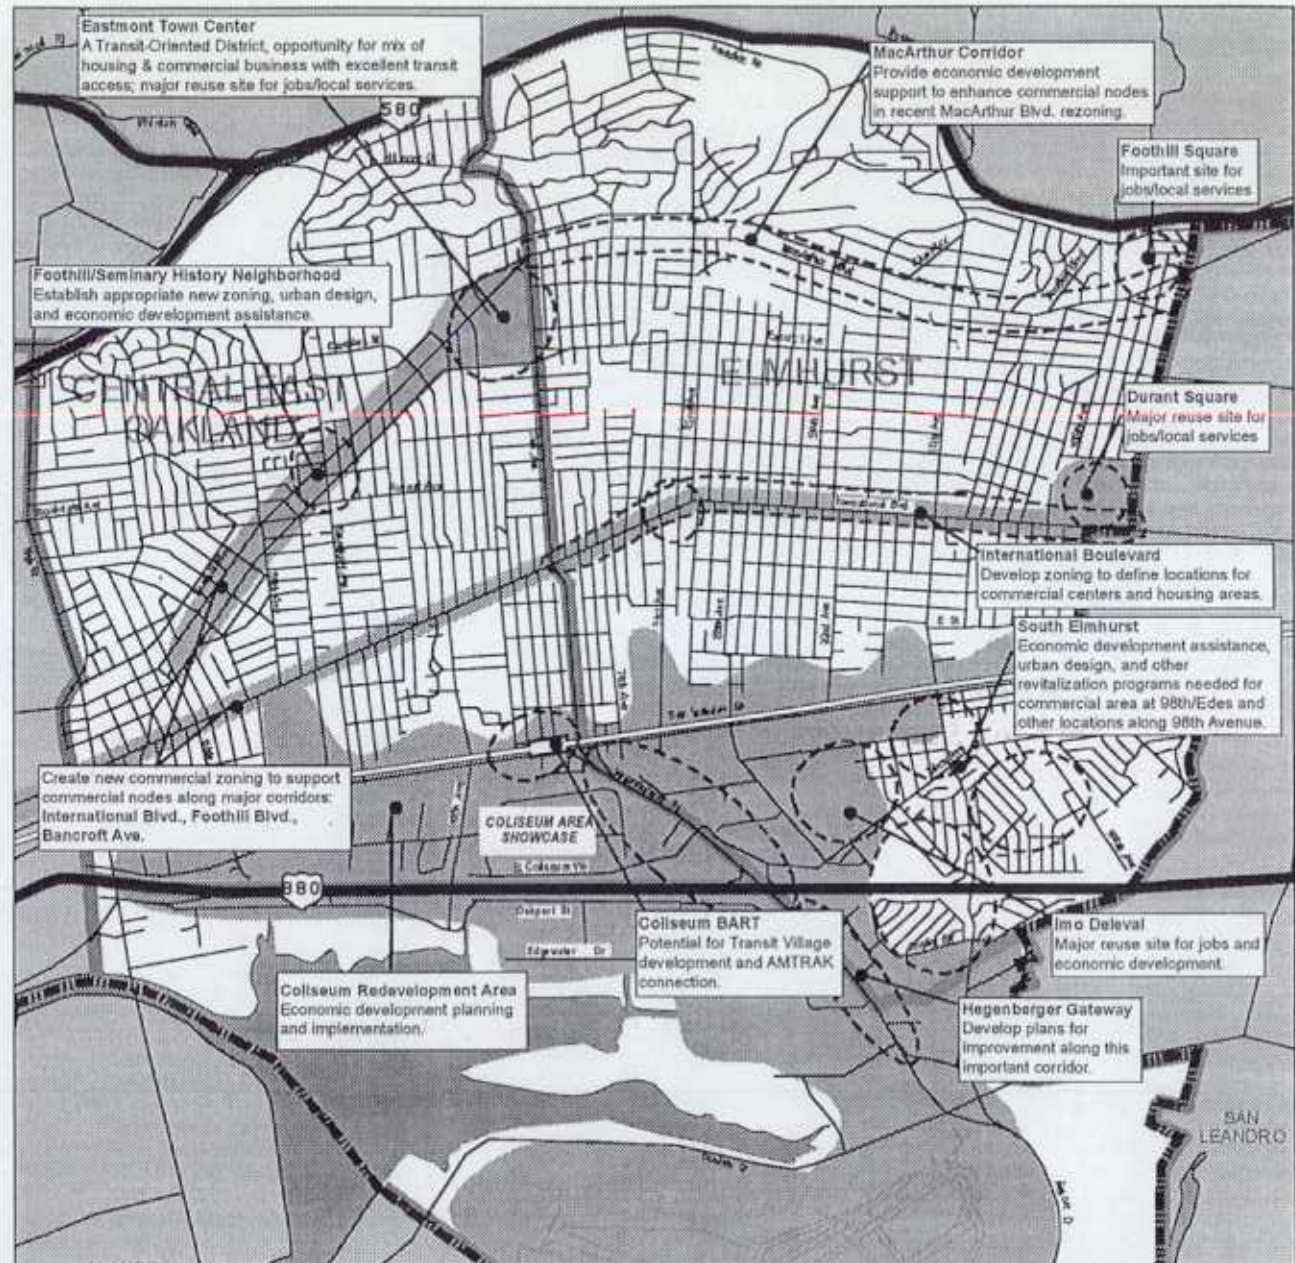 Eastmont Town Center
A Transit-Oriented District, opportunity for mix of
housing & commercial business with excellent transit
access; major reuse site for jobs/local services.
580
MacArthur Corridor
Provide economic development
support to enhance commercial nodes
in recent MacArthur Blvd. rezoning.
Foothill Square
Important site for
jobs/local services
Foothill/Seminary History Neighborhood
Establish appropriate new zoning, urban design,
and economic development assistance.
CENTRAL EAST
OAKLAND
ELMHURST
Durant Square
Major reuse site for
jobs/local services
International Boulevard
Develop zoning to define locations for
commercial centers and housing areas.
E St
South Elmhurst
Economic development assistance,
urban design, and other
revitalization programs needed for
commercial area at 98th/Edes and
other locations along 98th Avenue.
Create new commercial zoning to support
commercial nodes along major corridors:
International Blvd., Foothill Blvd.,
Bancroft Ave.
COLISEUM AREA
SHOWCASE
880
Oakport St
Edgewater Dr
Coliseum BART
Potential for Transit Village
development and AMTRAK
connection.
Imo Deleval
Major reuse site for jobs and
economic development.
Coliseum Redevelopment Area
Economic development planning
and implementation.
Hegenberger Gateway
Develop plans for
improvement along this
important corridor.
SAN
LEANDRO